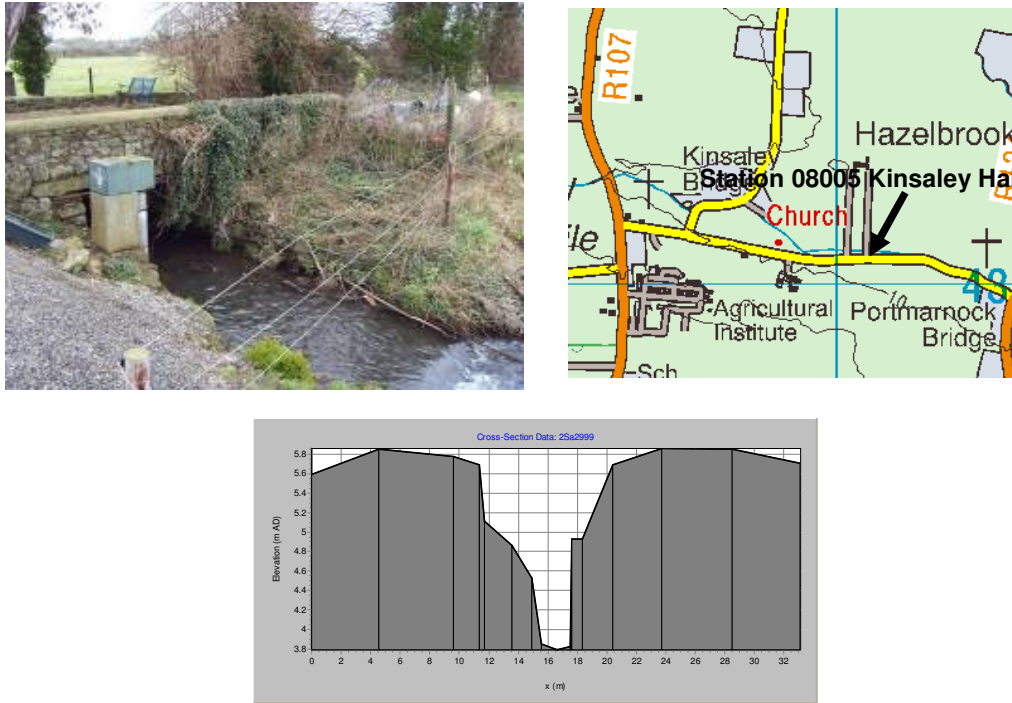 R107
Hazelbrook
Kinsaley
Bridge
Station 08005 Kinsaley Ha
Church
43
Agricultural
Institute
Portmarnock
Bridge
Sch
Cross-Section Data: 2Sa2999
Elevation (m AD)
5.8
5.6
5.4
5.2
5
4.8
4.6
4.4
4.2
4
3.8
0 2 4 6 8 10 12 14 16 18 20 22 24 26 28 30 32
x (m)